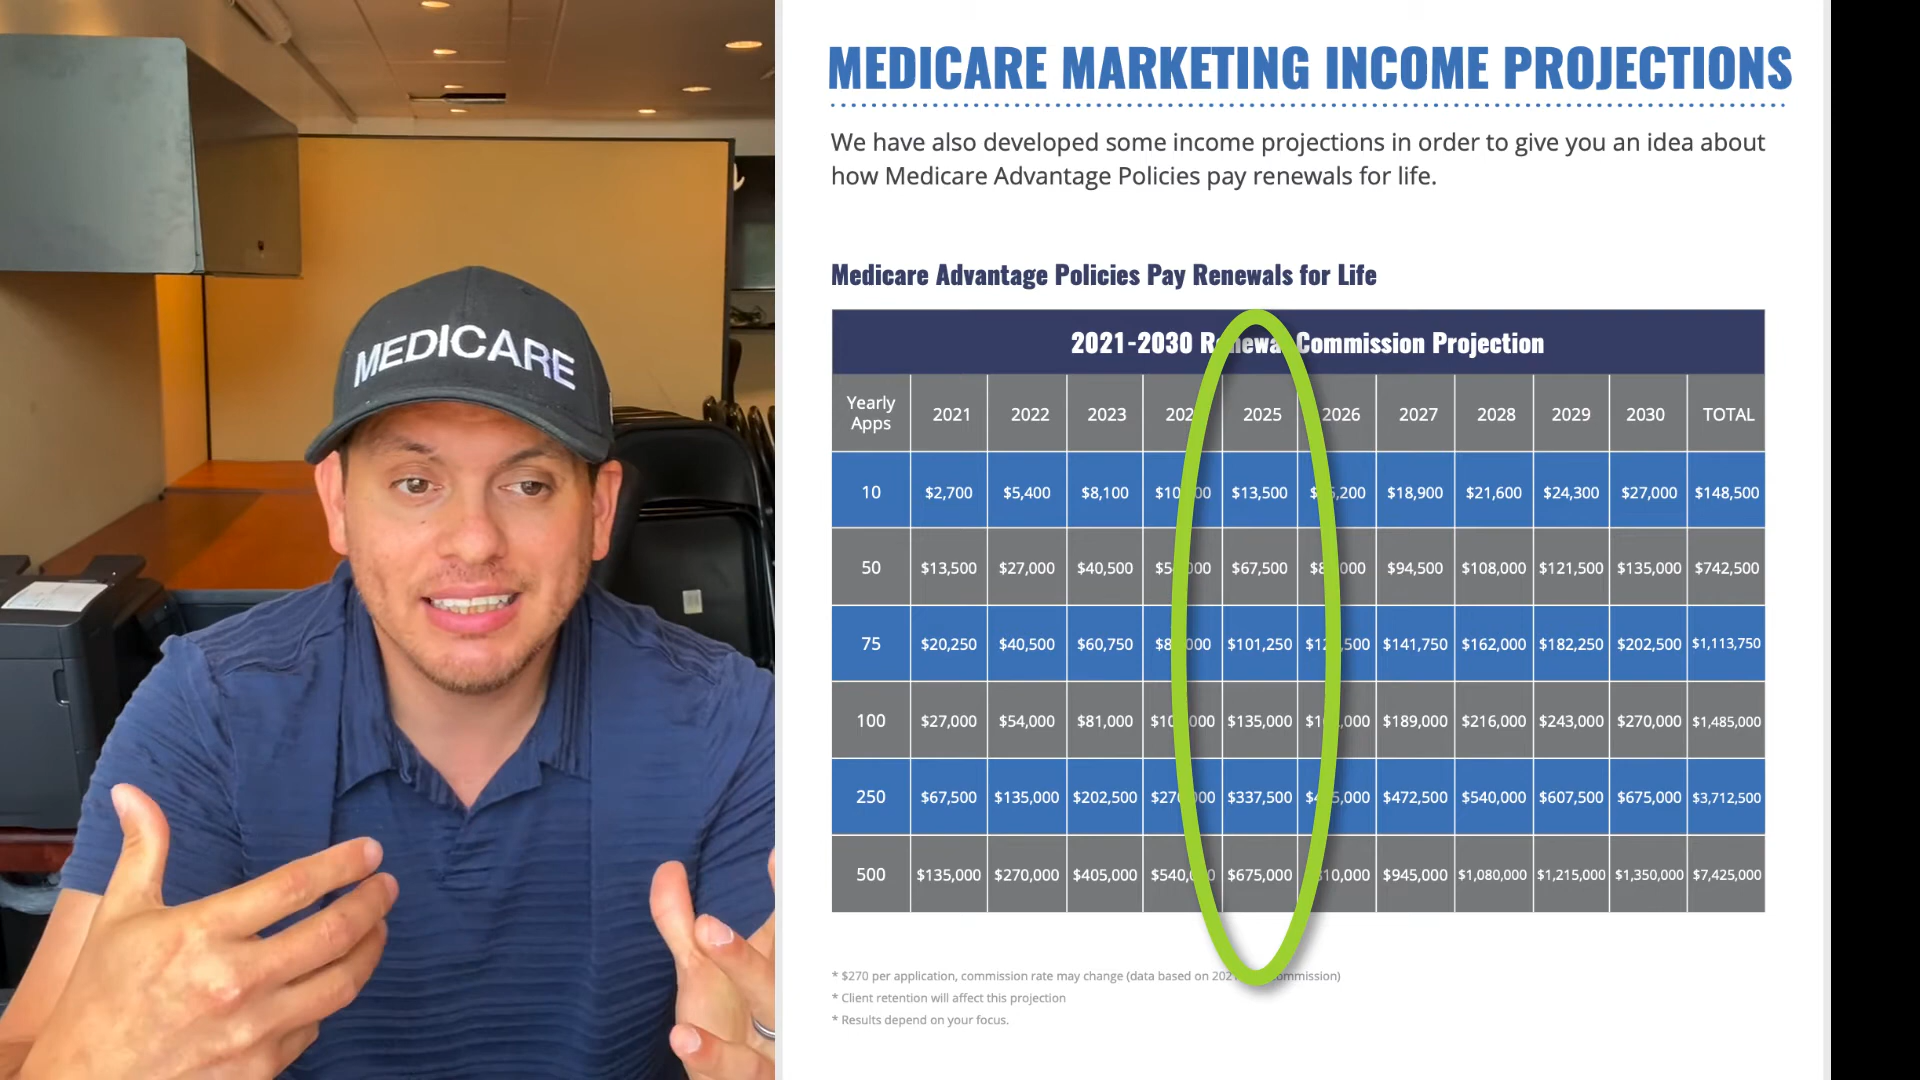 MEDICARE
MEDICARE MARKETING INCOME PROJECTIONS
We have also developed some income projections in order to give you an idea about
how Medicare Advantage Policies pay renewals for life.
Medicare Advantage Policies Pay Renewals for Life
2021-2030 Renewal Commission Projection
Yearly Apps 2021 2022 2023 2025 2026 2027 2028 2029 2030 TOTAL
10 $2,700 $5,400 $8,100 $13,500 $18,900 $21,600 $24,300 $27,000 $148,500
50 $13,500 $27,000 $40,500 $67,500 $94,500 $108,000 $121,500 $135,000 $742,500
75 $20,250 $40,500 $60,750 $101,250 $141,750 $162,000 $182,250 $202,500 $1,113,750
100 $27,000 $54,000 $81,000 $135,000 $189,000 $216,000 $243,000 $270,000 $1,485,000
250 $67,500 $135,000 $202,500 $337,500 $472,500 $540,000 $607,500 $675,000 $3,712,500
500 $135,000 $270,000 $405,000 $675,000 $945,000 $1,080,000 $1,215,000 $1,350,000 $7,425,000
* $270 per application, commission rate may change (data based on commission)
* Client retention will affect this projection
* Results depend on your focus.